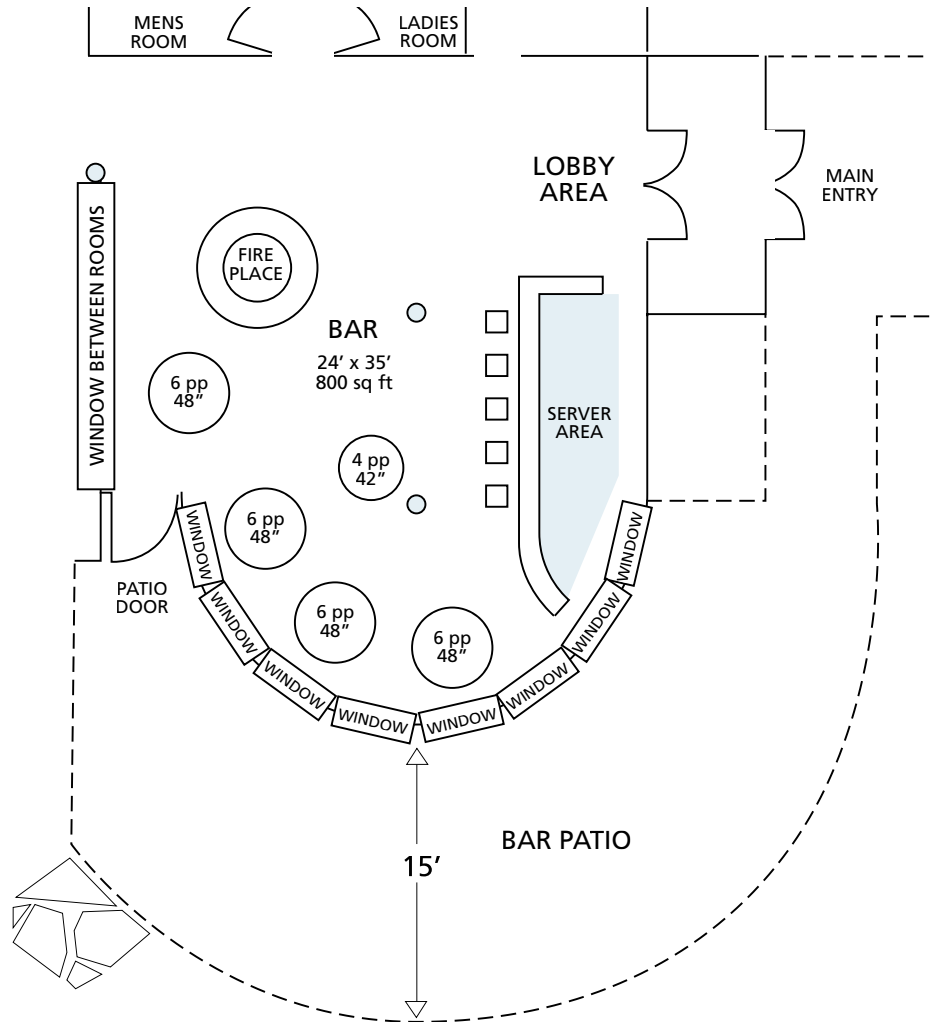 MENS
ROOM
LADIES
ROOM
LOBBY
AREA
MAIN
ENTRY
WINDOW BETWEEN ROOMS
FIRE
PLACE
BAR
24’ x 35’
800 sq ft
6 pp
48”
SERVER
AREA
4 pp
42”
6 pp
48”
6 pp
48”
6 pp
48”
PATIO
DOOR
WINDOW
WINDOW
WINDOW
WINDOW
WINDOW
WINDOW
WINDOW
WINDOW
BAR PATIO
15’